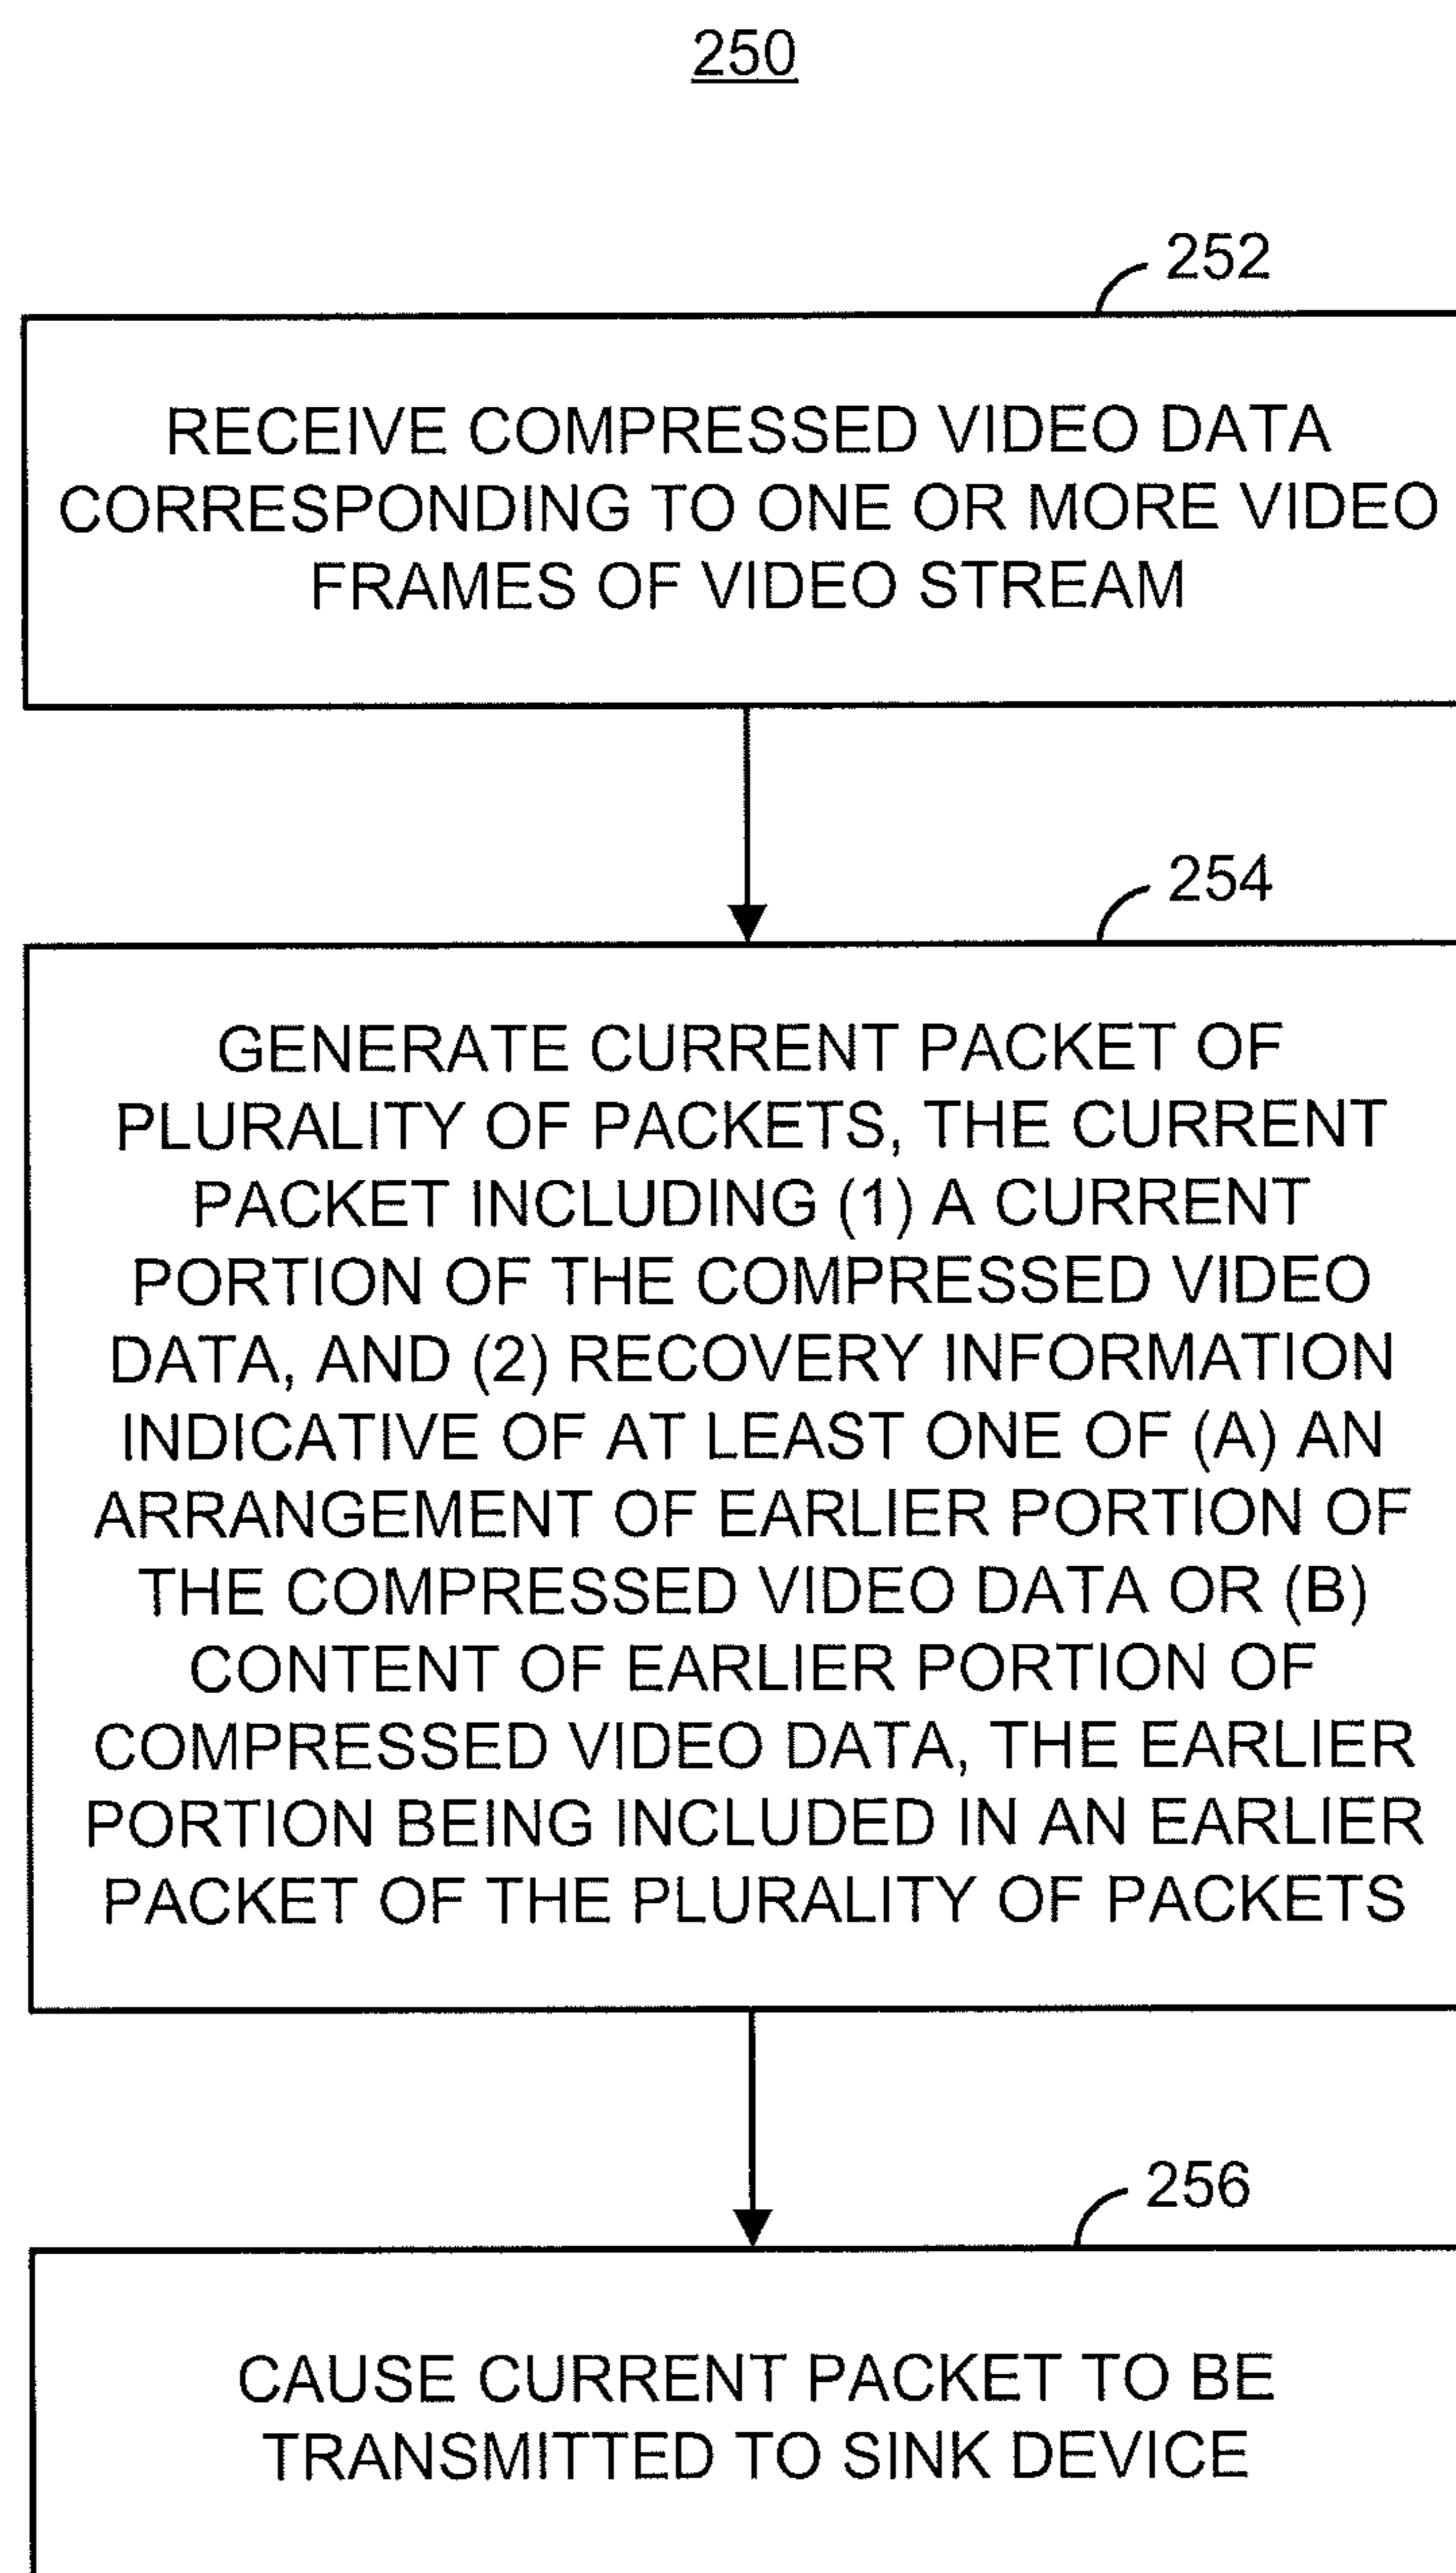 250
252
RECEIVE COMPRESSED VIDEO DATA
CORRESPONDING TO ONE OR MORE VIDEO
FRAMES OF VIDEO STREAM
254
GENERATE CURRENT PACKET OF
PLURALITY OF PACKETS, THE CURRENT
PACKET INCLUDING (1) A CURRENT
PORTION OF THE COMPRESSED VIDEO
DATA, AND (2) RECOVERY INFORMATION
INDICATIVE OF AT LEAST ONE OF (A) AN
ARRANGEMENT OF EARLIER PORTION OF
THE COMPRESSED VIDEO DATA OR (B)
CONTENT OF EARLIER PORTION OF
COMPRESSED VIDEO DATA, THE EARLIER
PORTION BEING INCLUDED IN AN EARLIER
PACKET OF THE PLURALITY OF PACKETS
256
CAUSE CURRENT PACKET TO BE
TRANSMITTED TO SINK DEVICE